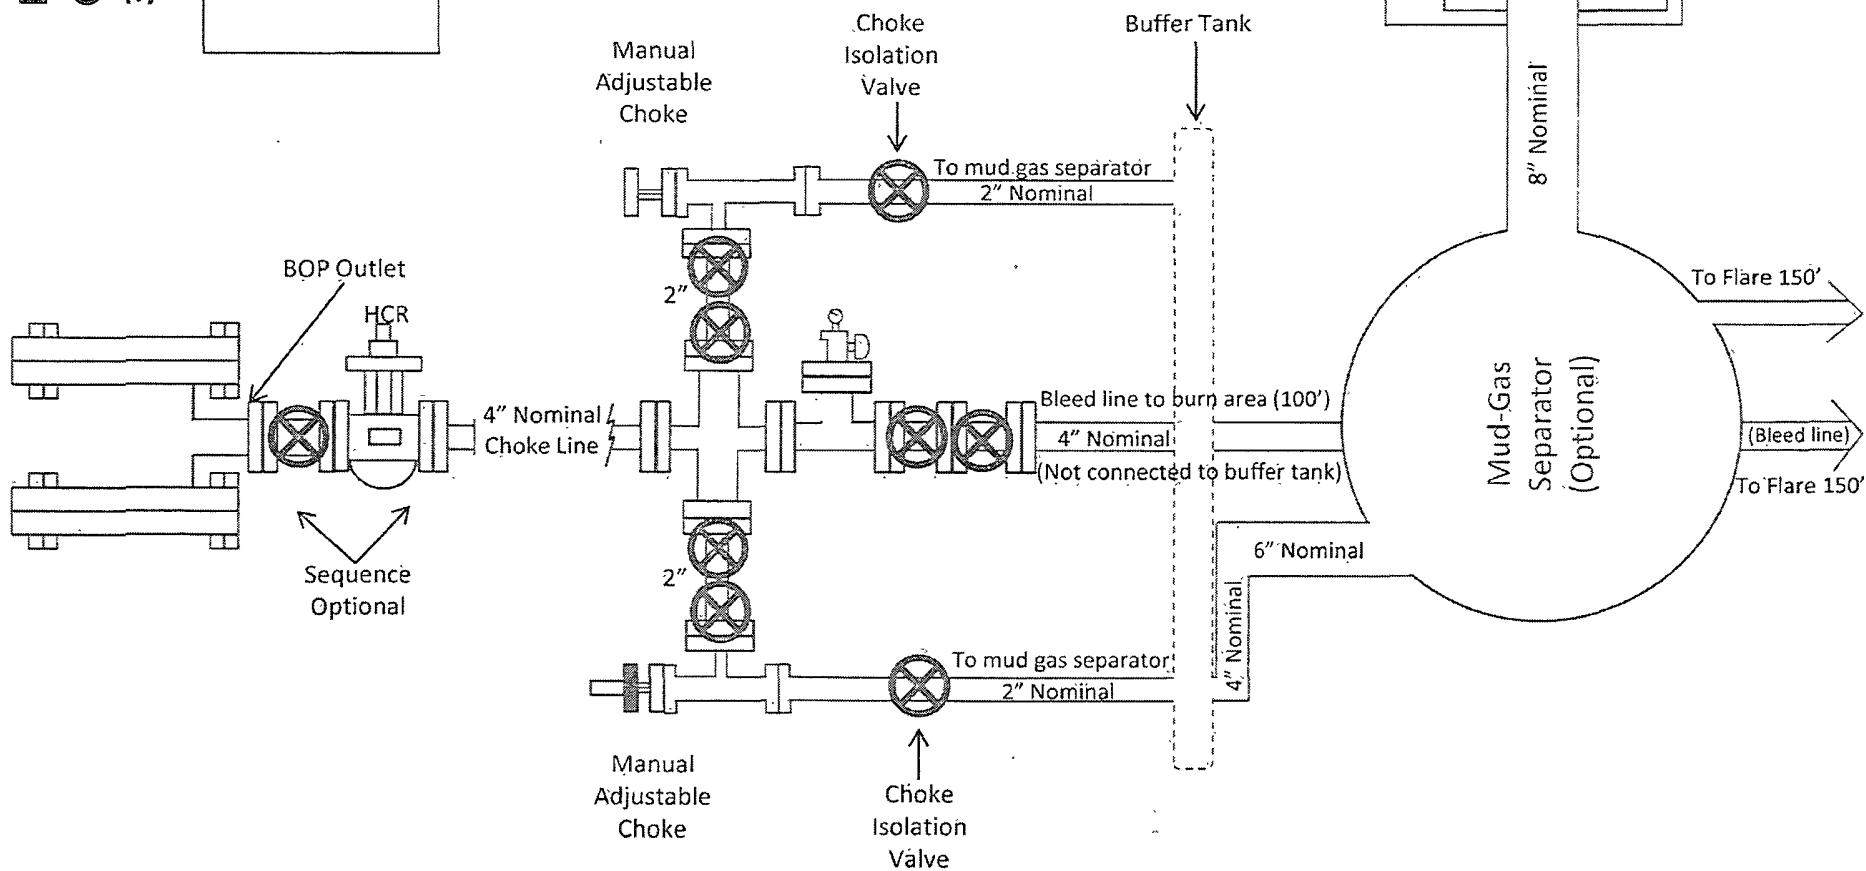 Choke
Isolation
Valve
Buffer Tank
Manual
Adjustable
Choke
8" Nominal
To mud gas separator
2" Nominal
BOP Outlet
HCR
2"
To Flare 150'
Mud-Gas
Separator
(Optional)
4" Nominal
Choke Line
Bleed line to burn area (100')
4" Nominal
(Not connected to buffer tank)
(Bleed line)
To Flare 150'
Sequence
Optional
2"
6" Nominal
4" Nominal
To mud gas separator
2" Nominal
Manual
Adjustable
Choke
Choke
Isolation
Valve